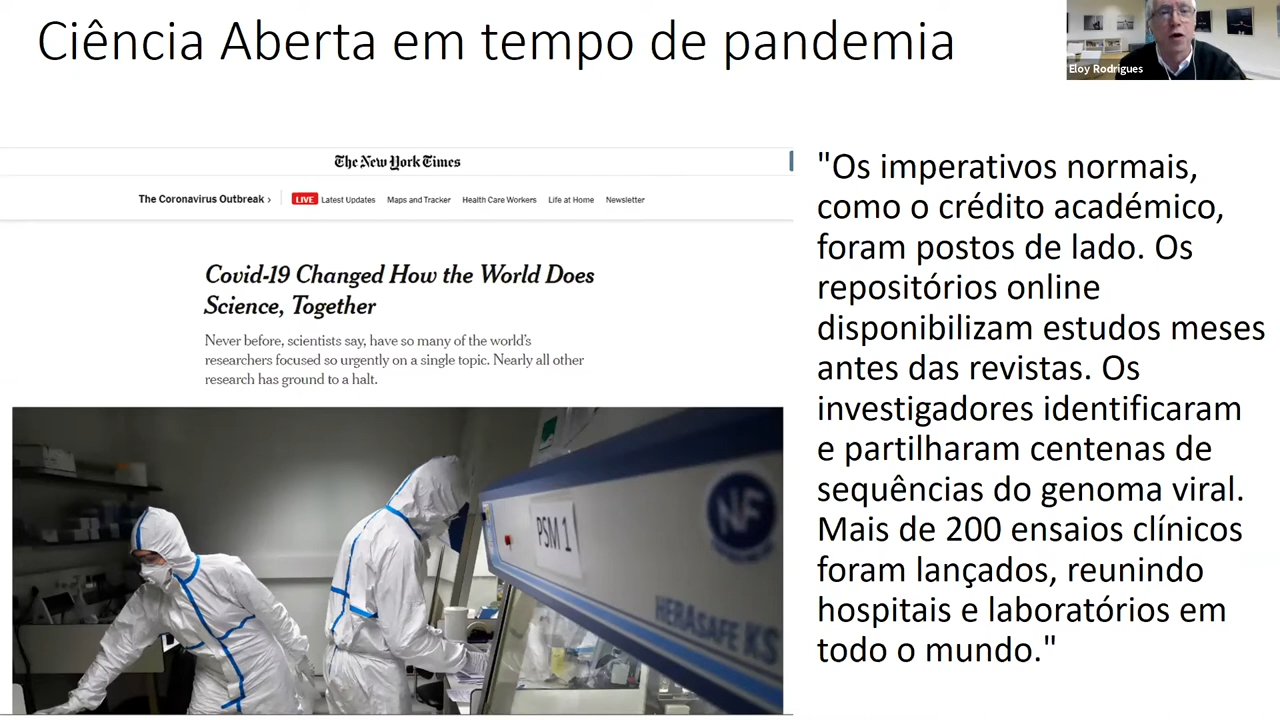 Ciência Aberta em tempo de pandemia
Eloy Rodrigues
The New York Times
The Coronavirus Outbreak › LIVE Latest Updates Maps and Tracker Health Care Workers Life at Home Newsletter
Covid-19 Changed How the World Does
Science, Together
Never before, scientists say, have so many of the world's
researchers focused so urgently on a single topic. Nearly all other
research has ground to a halt.
PSM 1
NF
HERASAFE KS
"Os imperativos normais,
como o crédito académico,
foram postos de lado. Os
repositórios online
disponibilizam estudos meses
antes das revistas. Os
investigadores identificaram
e partilharam centenas de
sequências do genoma viral.
Mais de 200 ensaios clínicos
foram lançados, reunindo
hospitais e laboratórios em
todo o mundo."